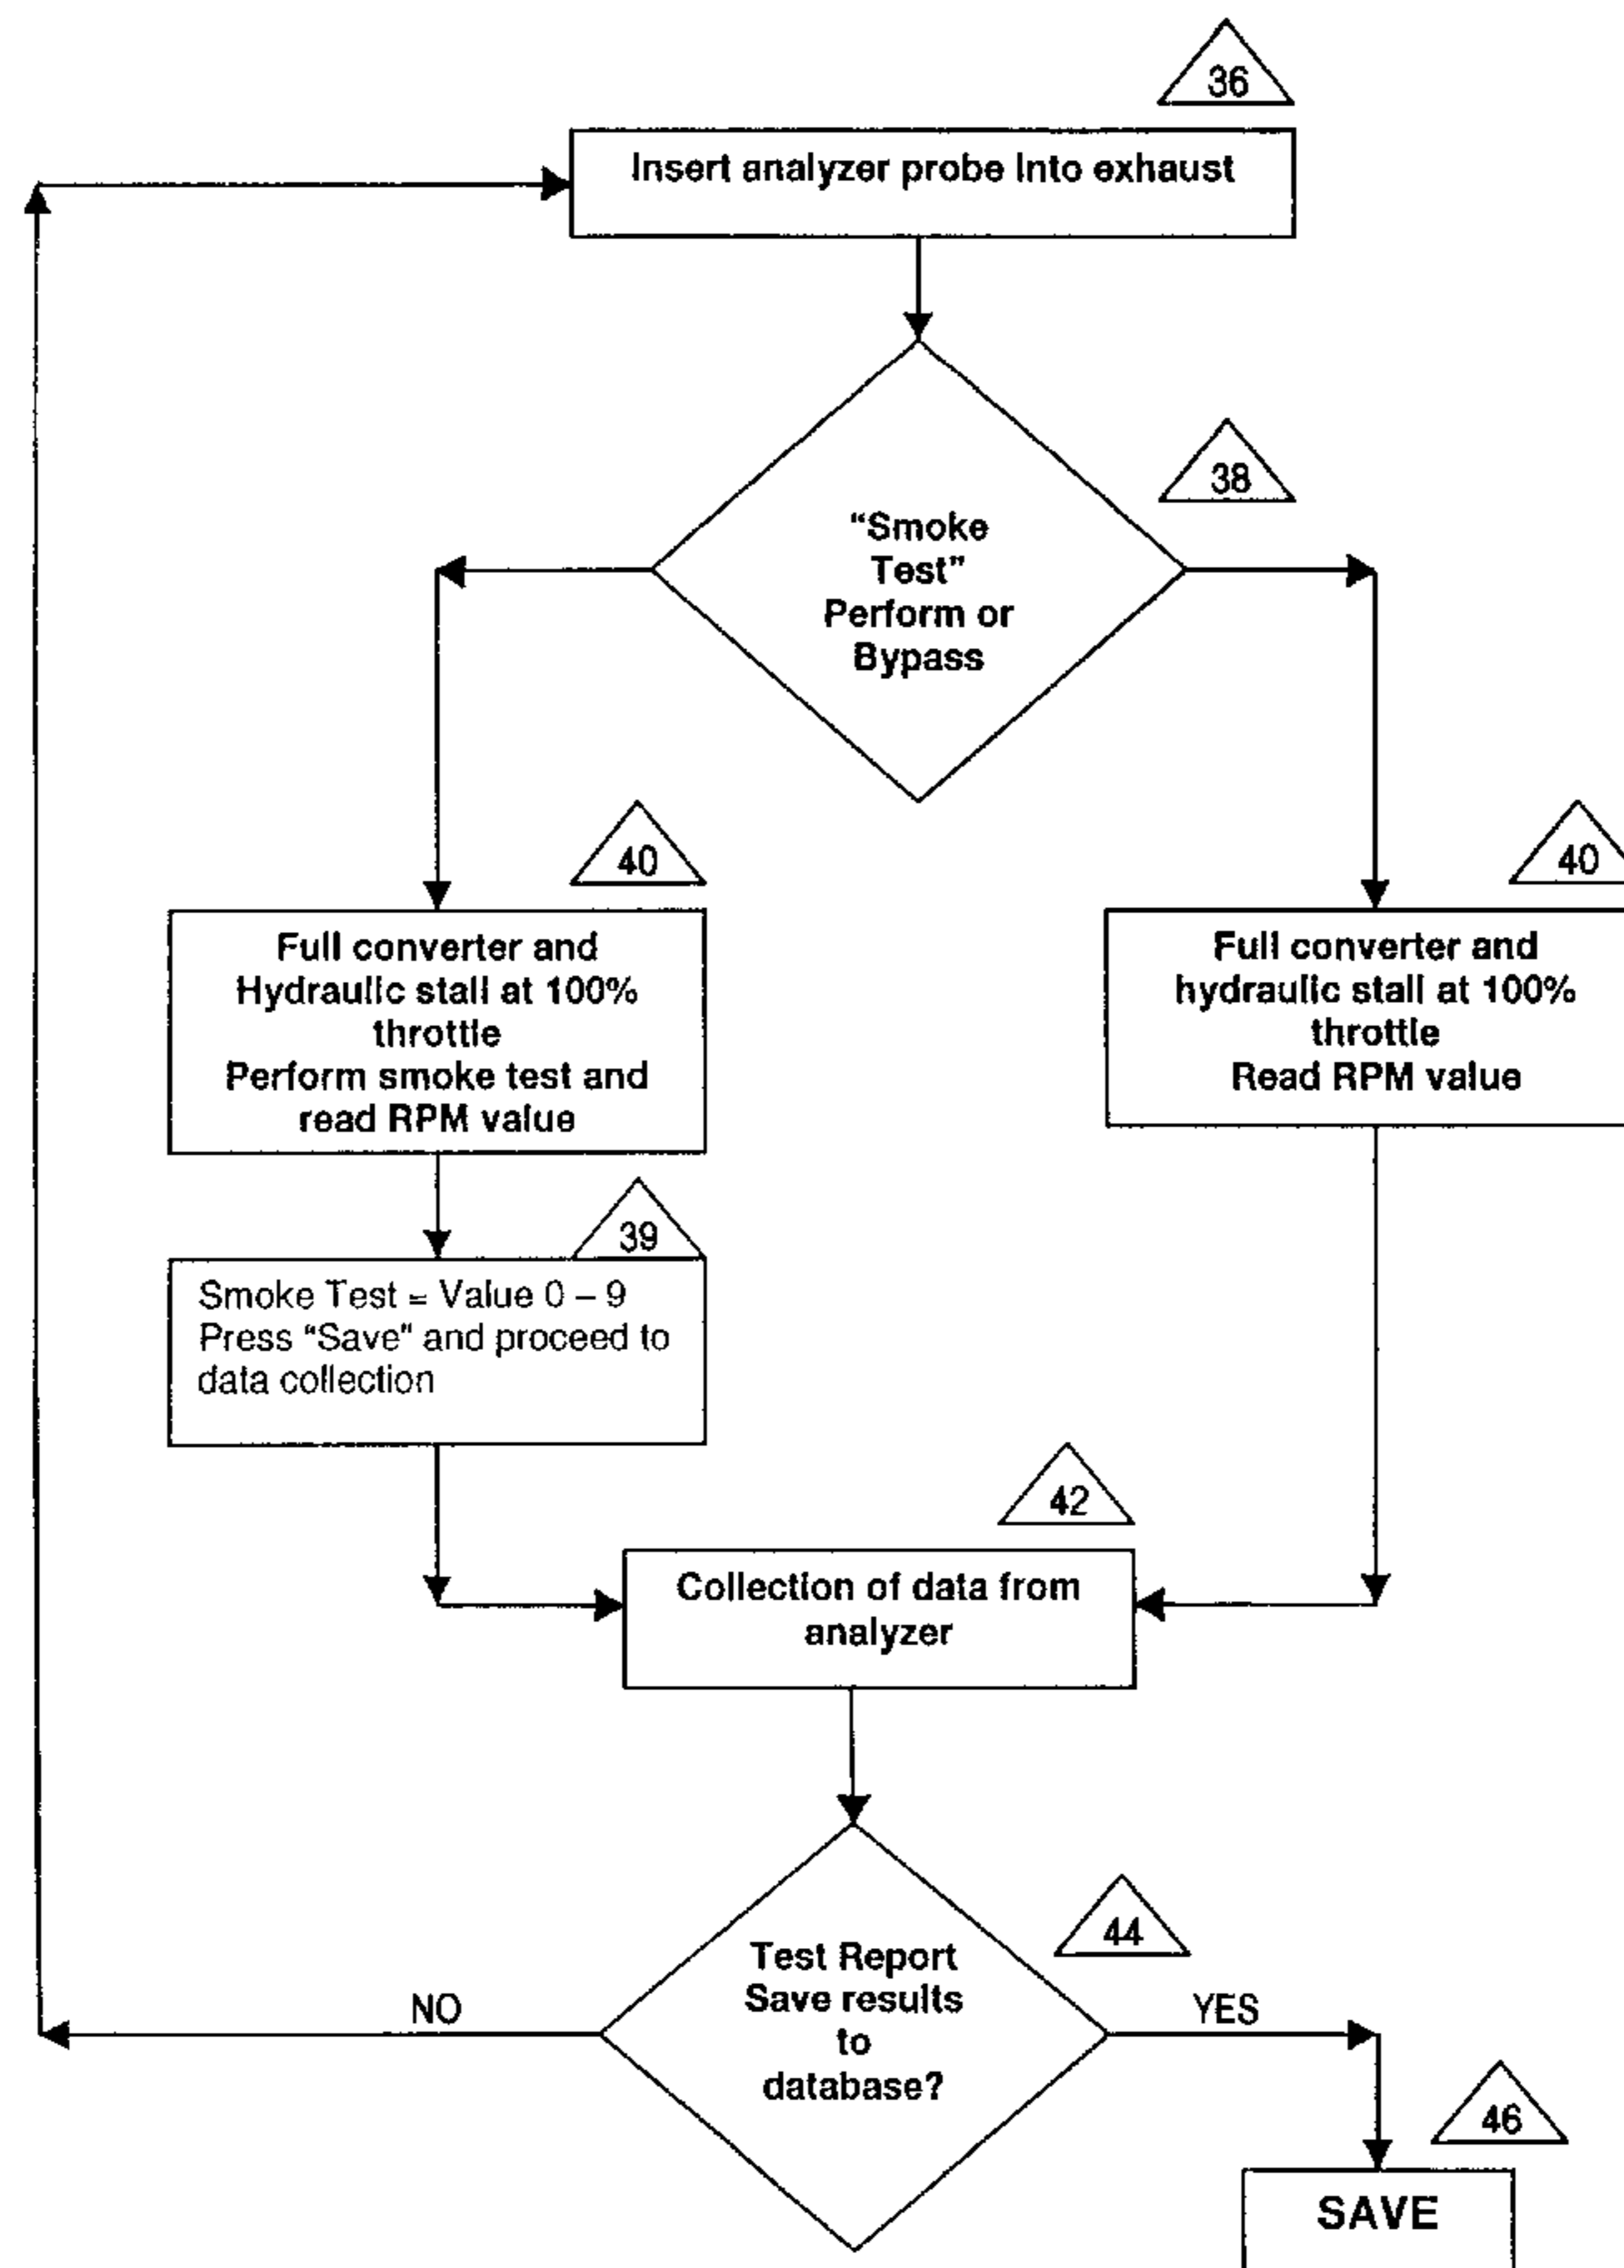 36
Insert analyzer probe into exhaust
38
“Smoke
Test”
Perform or
Bypass
40
Full converter and
Hydraulic stall at 100%
throttle
Perform smoke test and
read RPM value
40
Full converter and
hydraulic stall at 100%
throttle
Read RPM value
39
Smoke Test = Value 0 – 9
Press “Save” and proceed to
data collection
42
Collection of data from
analyzer
44
Test Report
Save results
to
database?
NO
YES
46
SAVE